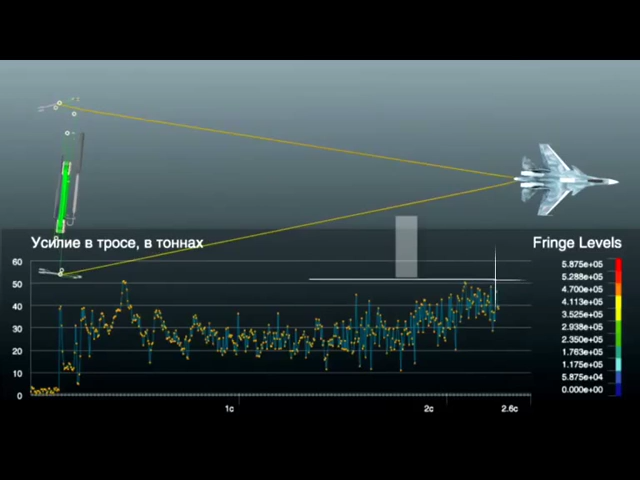 Усилие в тросе, в тоннах
Fringe Levels
60
50
40
30
20
10
0
1c
2c
2.6c
5.875e+05
5.288e+05
4.700e+05
4.113e+05
3.525e+05
2.938e+05
2.350e+05
1.763e+05
1.175e+05
5.875e+04
0.000e+00